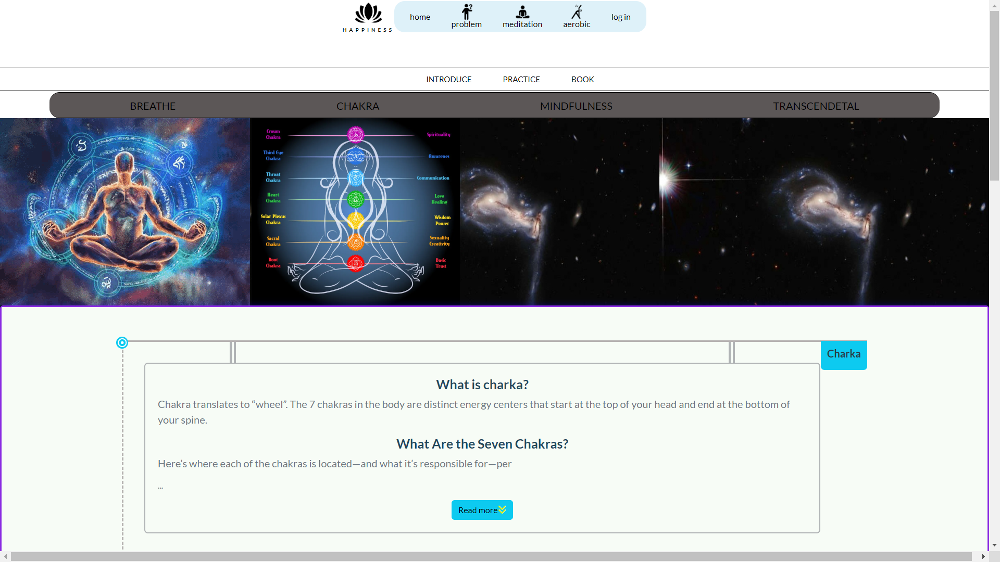 HAPPINESS
home
problem
meditation
aerobic
log in
INTRODUCE
PRACTICE
BOOK
BREATHE
CHAKRA
MINDFULNESS
TRANSCENDETAL
Crown
Chakra
Spirituality
Third Eye
Chakra
Awarenes
Throat
Chakra
Communication
Heart
Chakra
Love
Healing
Solar Plexus
Chakra
Wisdom
Power
Sacral
Chakra
Sexuality
Creativity
Root
Chakra
Basic
Trust
Charka
What is charka?
Chakra translates to “wheel”. The 7 chakras in the body are distinct energy centers that start at the top of your head and end at the bottom of
your spine.
What Are the Seven Chakras?
Here’s where each of the chakras is located—and what it’s responsible for—per
...
Read more